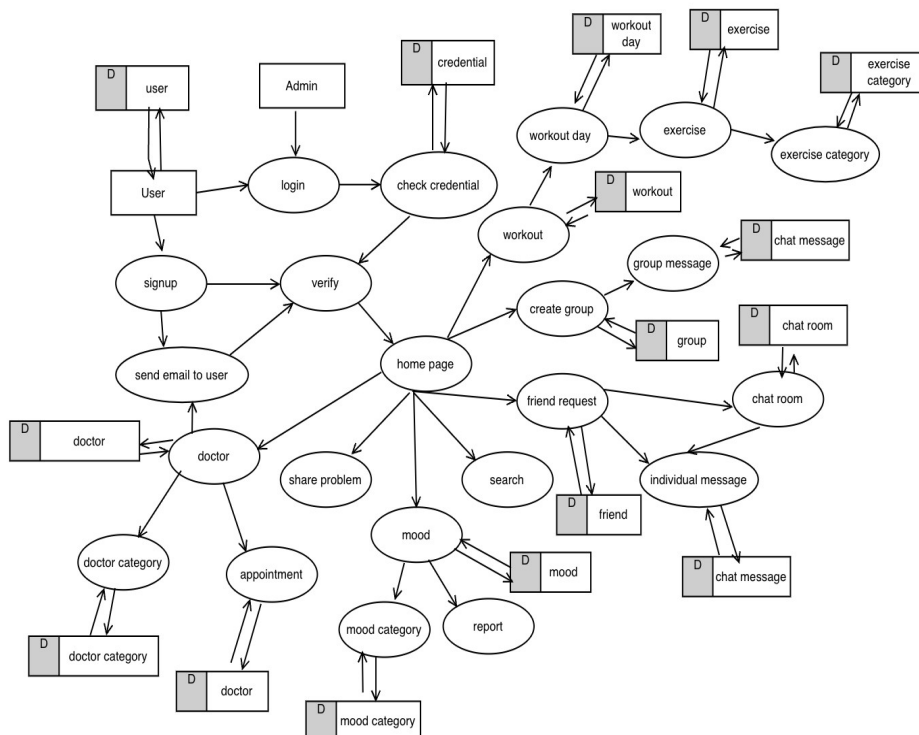 D
workout
day
D
exercise
D
exercise
category
D
user
Admin
D
credential
workout day
exercise
exercise category
User
login
check credential
D
workout
workout
D
chat message
group message
signup
verify
create group
D
group
D
chat room
send email to user
home page
friend request
chat room
D
doctor
doctor
share problem
search
individual message
D
friend
mood
D
mood
D
chat message
doctor category
appointment
mood category
report
D
doctor category
D
doctor
D
mood category